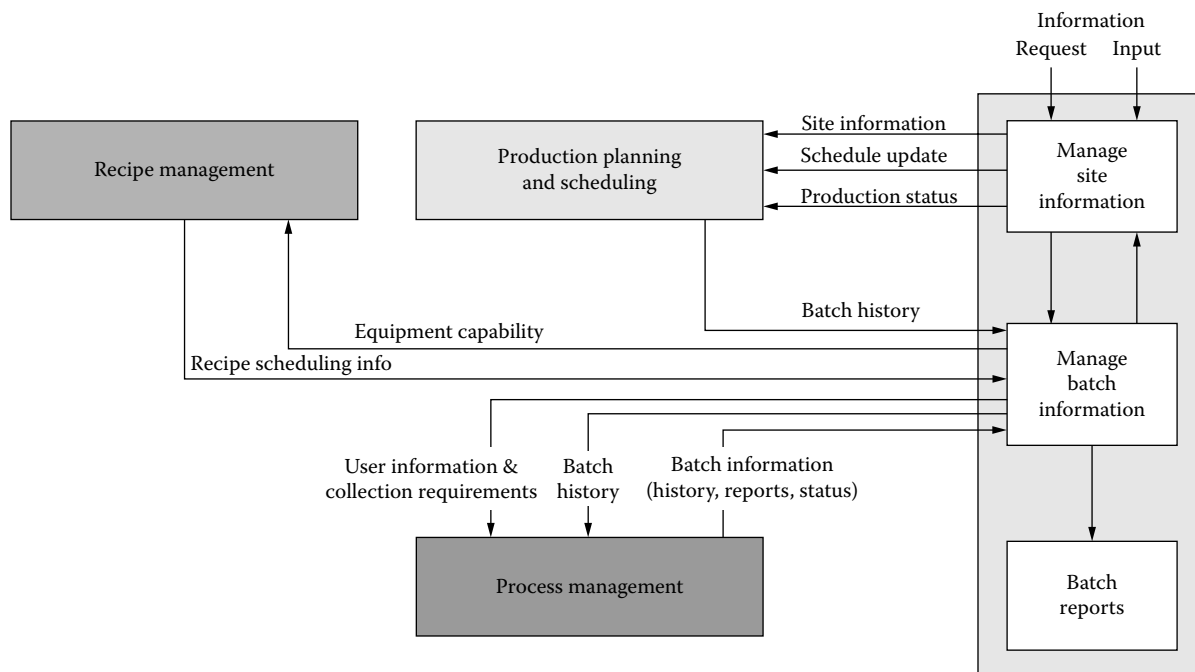 Information
Request Input
Recipe management
Production planning
and scheduling
Site information
Schedule update
Production status
Manage
site
information
Batch history
Equipment capability
Recipe scheduling info
Manage
batch
information
User information &
collection requirements
Batch
history
Batch information
(history, reports, status)
Process management
Batch
reports